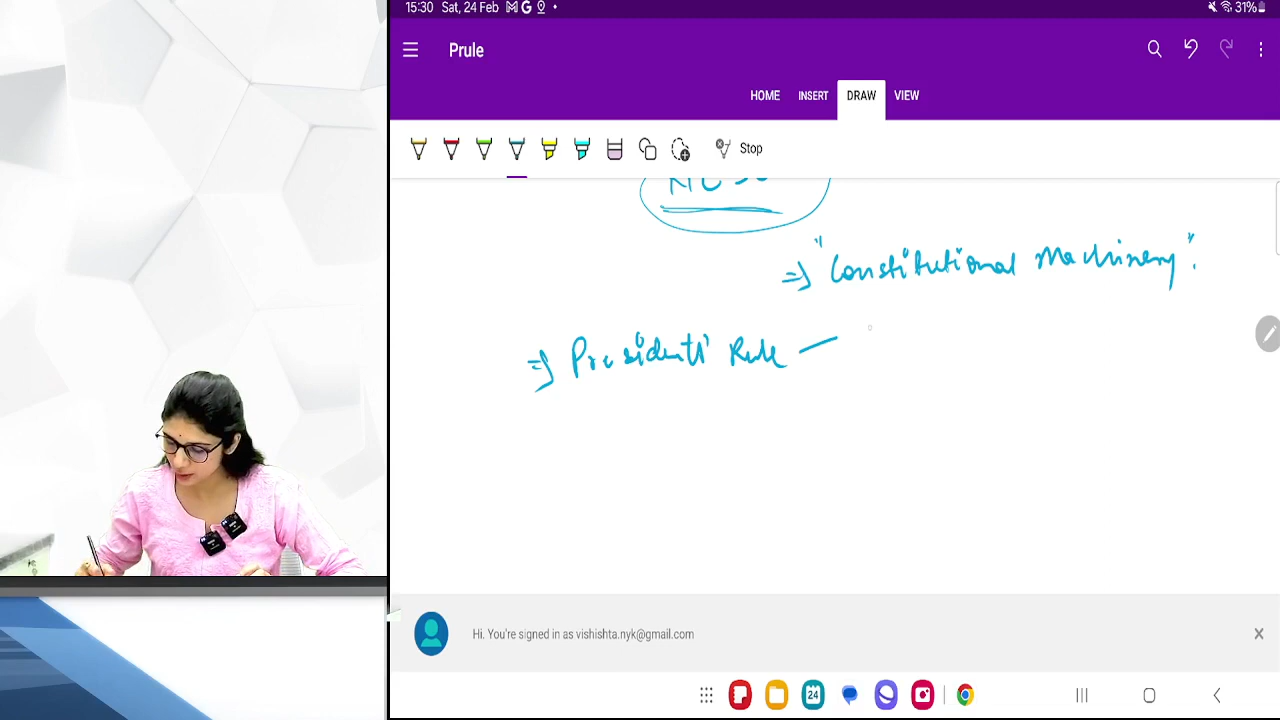 15:30 Sat, 24 Feb 31%
Prule
HOME INSERT DRAW VIEW
Stop
⇒ "Constitutional Machinery".
⇒ Presidents' Rule —
Hi. You're signed in as vishishta.nyk@gmail.com
24